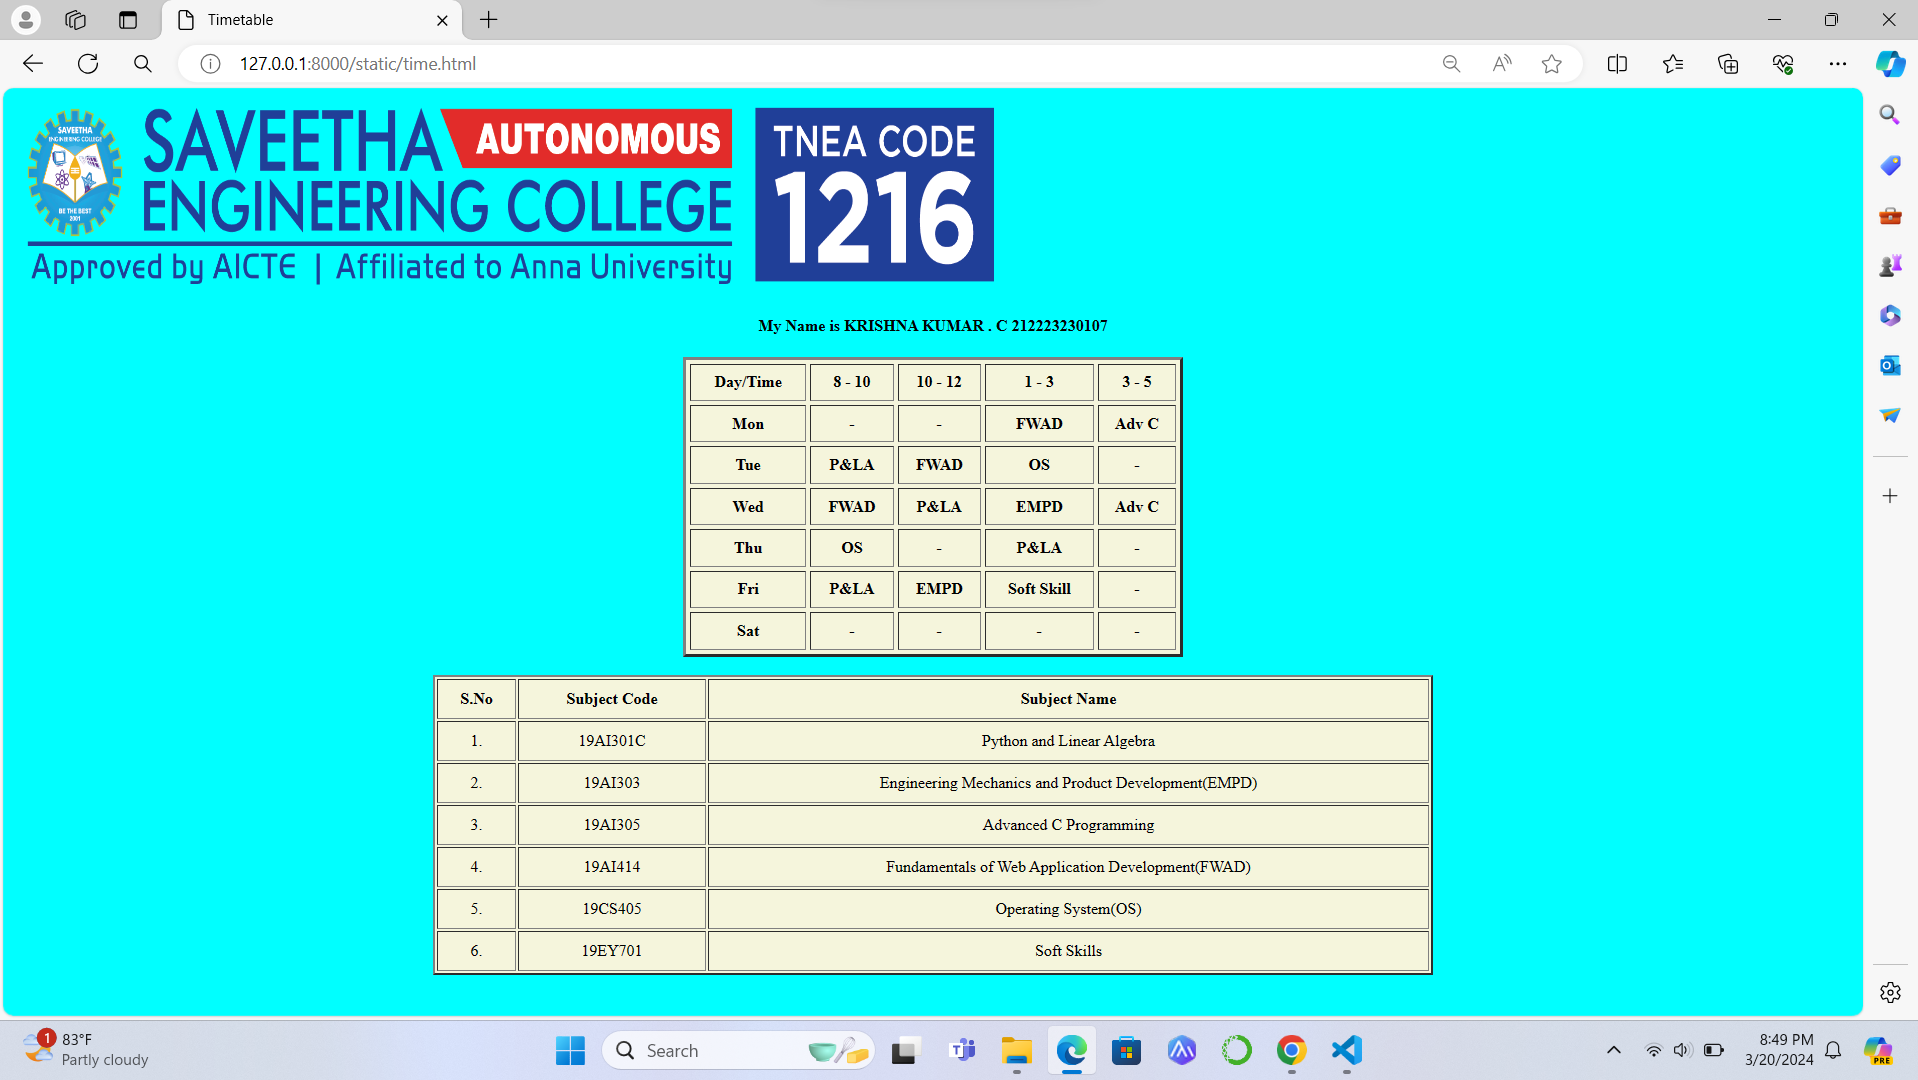 Timetable
127.0.0.1:8000/static/time.html
SAVEETHA
ENGINEERING COLLEGE
BE THE BEST
2001
SAVEETHA AUTONOMOUS
ENGINEERING COLLEGE
Approved by AICTE | Affiliated to Anna University
TNEA CODE
1216
My Name is KRISHNA KUMAR . C 212223230107
Day/Time 8 - 10 10 - 12 1 - 3 3 - 5
Mon - - FWAD Adv C
Tue P&LA FWAD OS -
Wed FWAD P&LA EMPD Adv C
Thu OS - P&LA -
Fri P&LA EMPD Soft Skill -
Sat - - - -
S.No Subject Code Subject Name
1. 19AI301C Python and Linear Algebra
2. 19AI303 Engineering Mechanics and Product Development(EMPD)
3. 19AI305 Advanced C Programming
4. 19AI414 Fundamentals of Web Application Development(FWAD)
5. 19CS405 Operating System(OS)
6. 19EY701 Soft Skills
1
83°F
Partly cloudy
Search
8:49 PM
3/20/2024
PRE